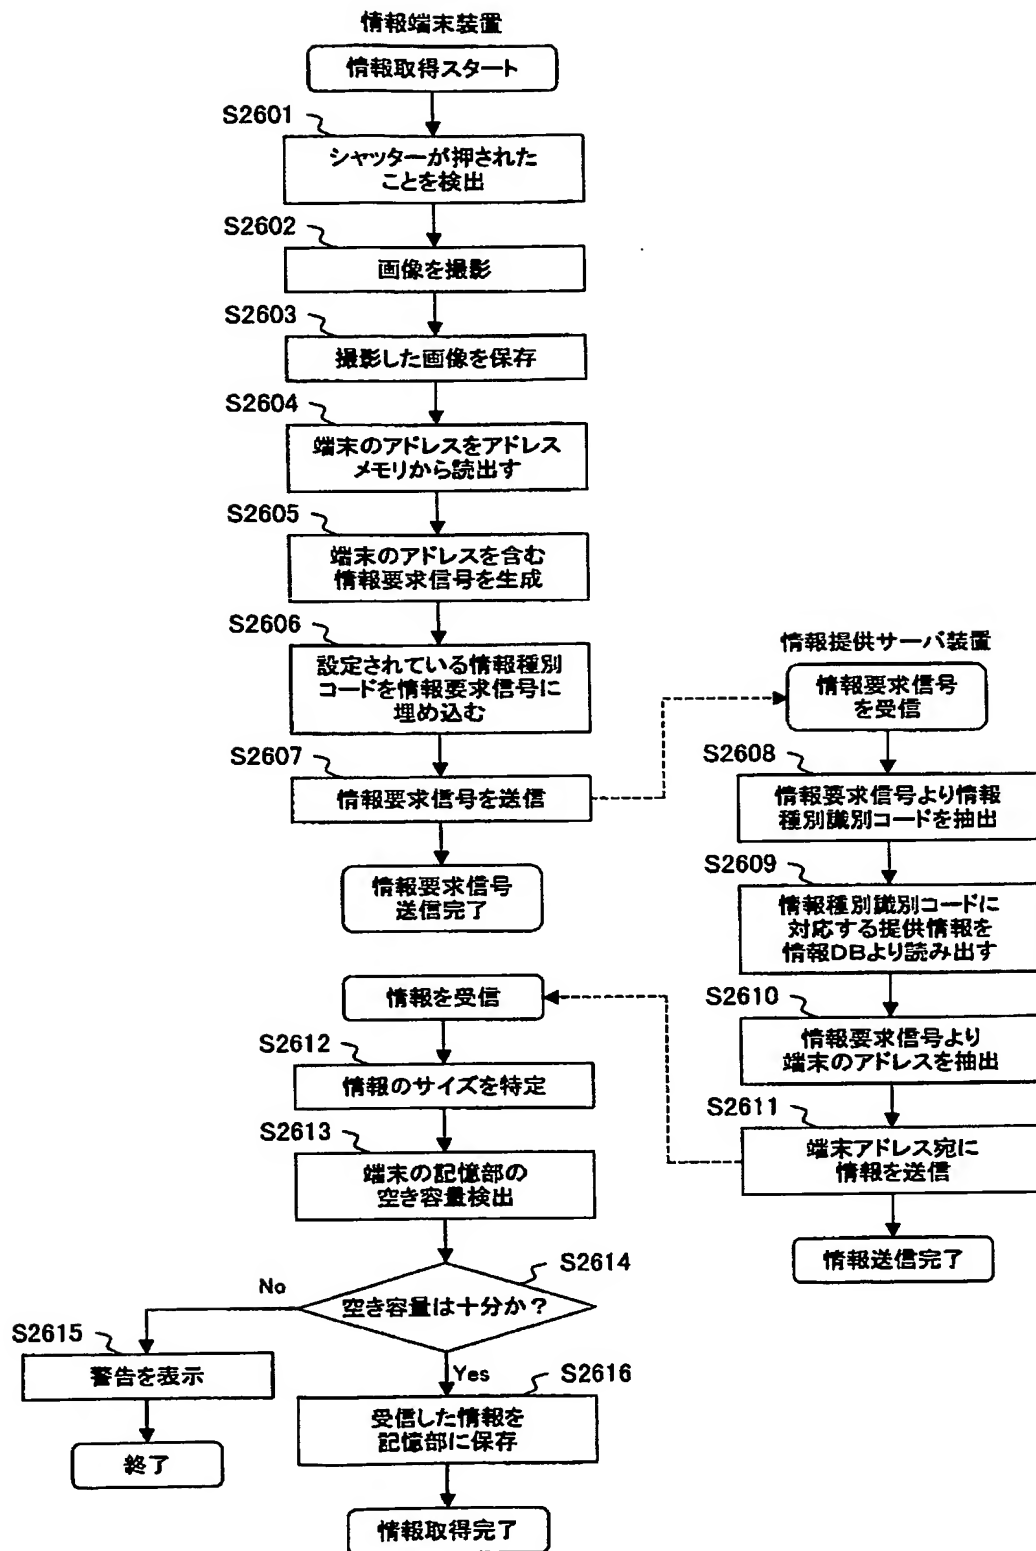 情報端末装置
情報取得スタート
S2601
シャッターが押された
ことを検出
S2602
画像を撮影
S2603
撮影した画像を保存
S2604
端末のアドレスをアドレス
メモリから読出す
S2605
端末のアドレスを含む
情報要求信号を生成
S2606
設定されている情報種別
コードを情報要求信号に
埋め込む
S2607
情報要求信号を送信
情報要求信号
送信完了
情報提供サーバ装置
情報要求信号
を受信
S2608
情報要求信号より情報
種別識別コードを抽出
S2609
情報種別識別コードに
対応する提供情報を
情報DBより読み出す
S2610
情報要求信号より
端末のアドレスを抽出
S2611
端末アドレス宛に
情報を送信
情報送信完了
情報を受信
S2612
情報のサイズを特定
S2613
端末の記憶部の
空き容量検出
S2614
空き容量は十分か?
No
S2615
警告を表示
終了
Yes
S2616
受信した情報を
記憶部に保存
情報取得完了